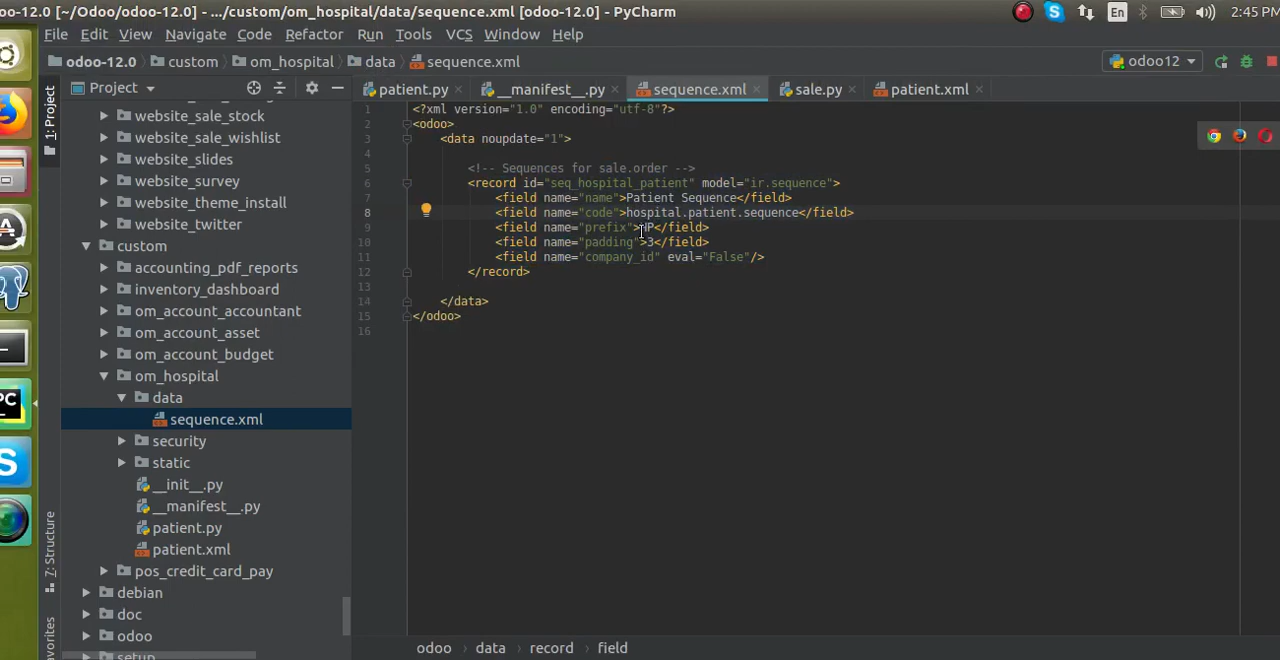 oo-12.0 [~/Odoo/odoo-12.0] - .../custom/om_hospital/data/sequence.xml [odoo-12.0] - PyCharm
En
2:45 PM
File Edit View Navigate Code Refactor Run Tools VCS Window Help
odoo-12.0 custom om_hospital data sequence.xml
odoo12
1: Project
Project
patient.py __manifest__.py sequence.xml sale.py patient.xml
website_sale_stock
website_sale_wishlist
website_slides
website_survey
website_theme_install
website_twitter
custom
accounting_pdf_reports
inventory_dashboard
om_account_accountant
om_account_asset
om_account_budget
om_hospital
data
sequence.xml
security
static
__init__.py
__manifest__.py
patient.py
patient.xml
pos_credit_card_pay
debian
doc
odoo
setup
7: Structure
avorites
PC
1 <?xml version="1.0" encoding="utf-8"?>
2 <odoo>
3 <data noupdate="1">
4
5 <!-- Sequences for sale.order -->
6 <record id="seq_hospital_patient" model="ir.sequence">
7 <field name="name">Patient Sequence</field>
8 <field name="code">hospital.patient.sequence</field>
9 <field name="prefix">HP</field>
10 <field name="padding">3</field>
11 <field name="company_id" eval="False"/>
12 </record>
13
14 </data>
15 </odoo>
16
odoo data record field